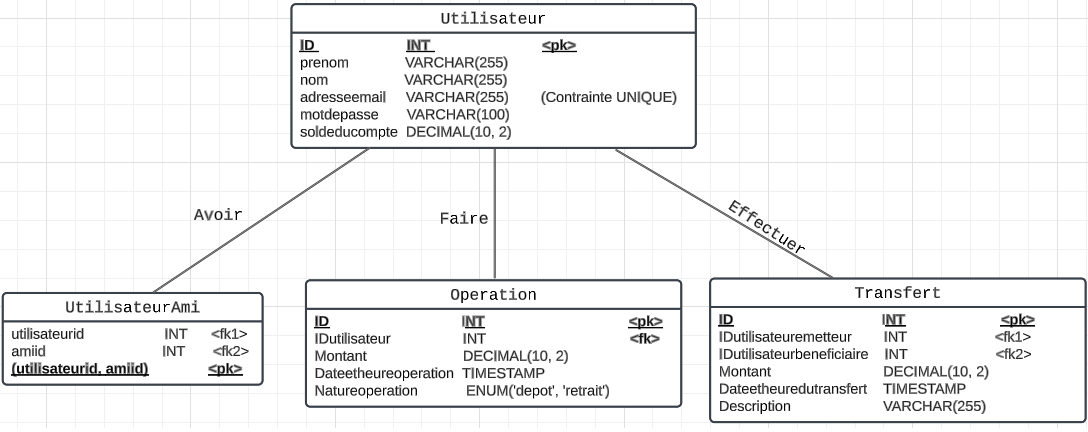 Utilisateur
ID INT <pk>
prenom VARCHAR(255)
nom VARCHAR(255)
adresseemail VARCHAR(255) (Contrainte UNIQUE)
motdepasse VARCHAR(100)
soldeducompte DECIMAL(10, 2)
Avoir
Faire
Effectuer
UtilisateurAmi
utilisateurid INT <fk1>
amiid INT <fk2>
(utilisateurid, amiid) <pk>
Operation
ID INT <pk>
IDutilisateur INT <fk>
Montant DECIMAL(10, 2)
Dateetheureoperation TIMESTAMP
Natureoperation ENUM('depot', 'retrait')
Transfert
ID INT <pk>
IDutilisateuremetteur INT <fk1>
IDutilisateurbeneficiaire INT <fk2>
Montant DECIMAL(10, 2)
Dateetheuredutransfert TIMESTAMP
Description VARCHAR(255)